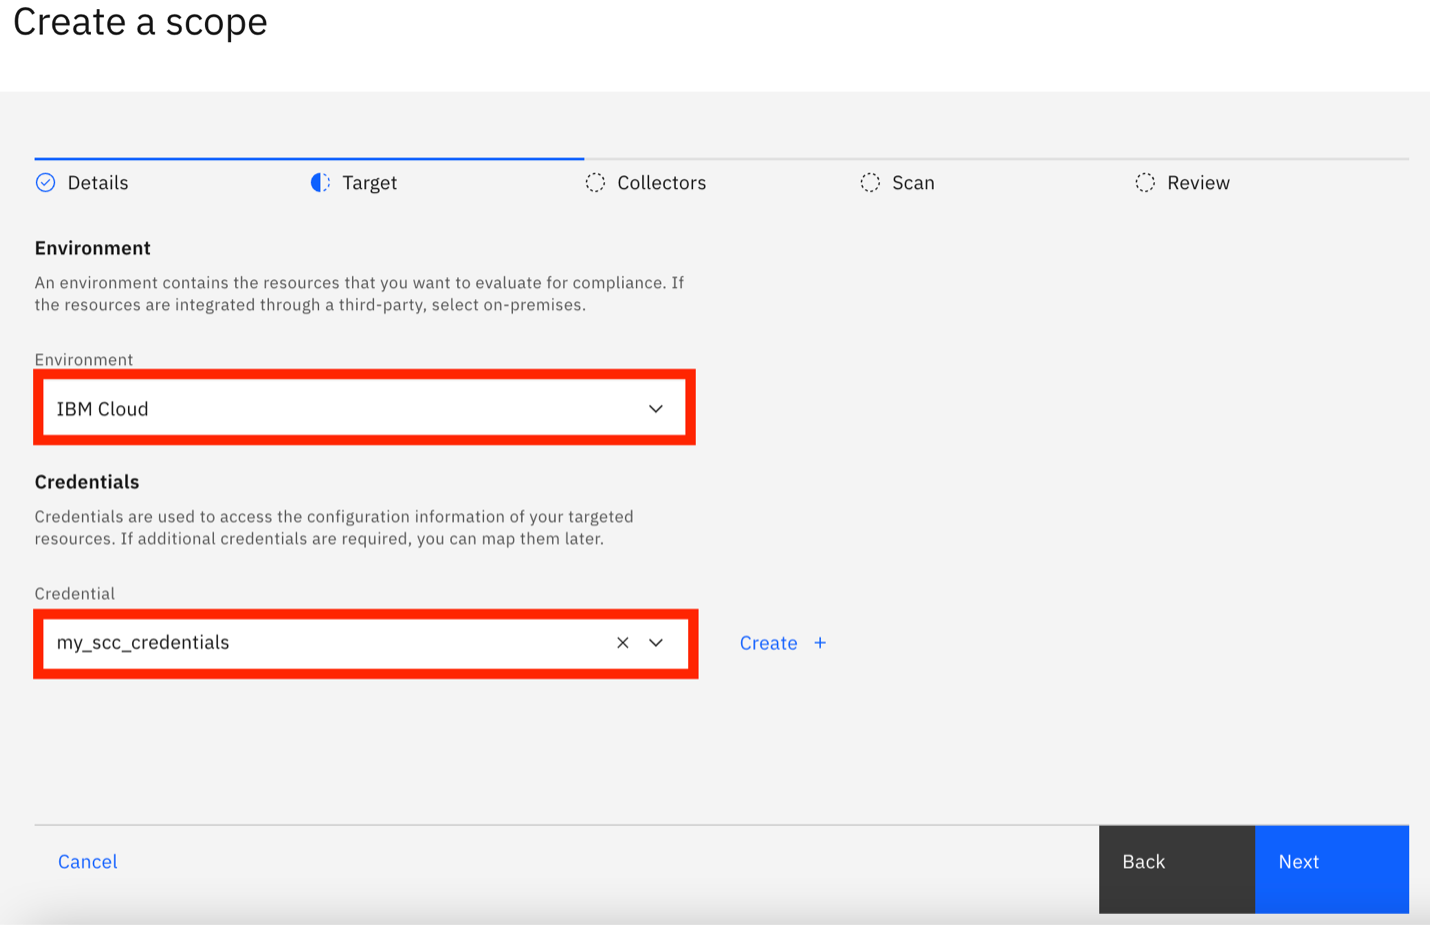 Create a scope
Details
Target
Collectors
Scan
Review
Environment
An environment contains the resources that you want to evaluate for compliance. If
the resources are integrated through a third-party, select on-premises.
Environment
IBM Cloud
Credentials
Credentials are used to access the configuration information of your targeted
resources. If additional credentials are required, you can map them later.
Credential
my_scc_credentials
Create +
Cancel
Back
Next